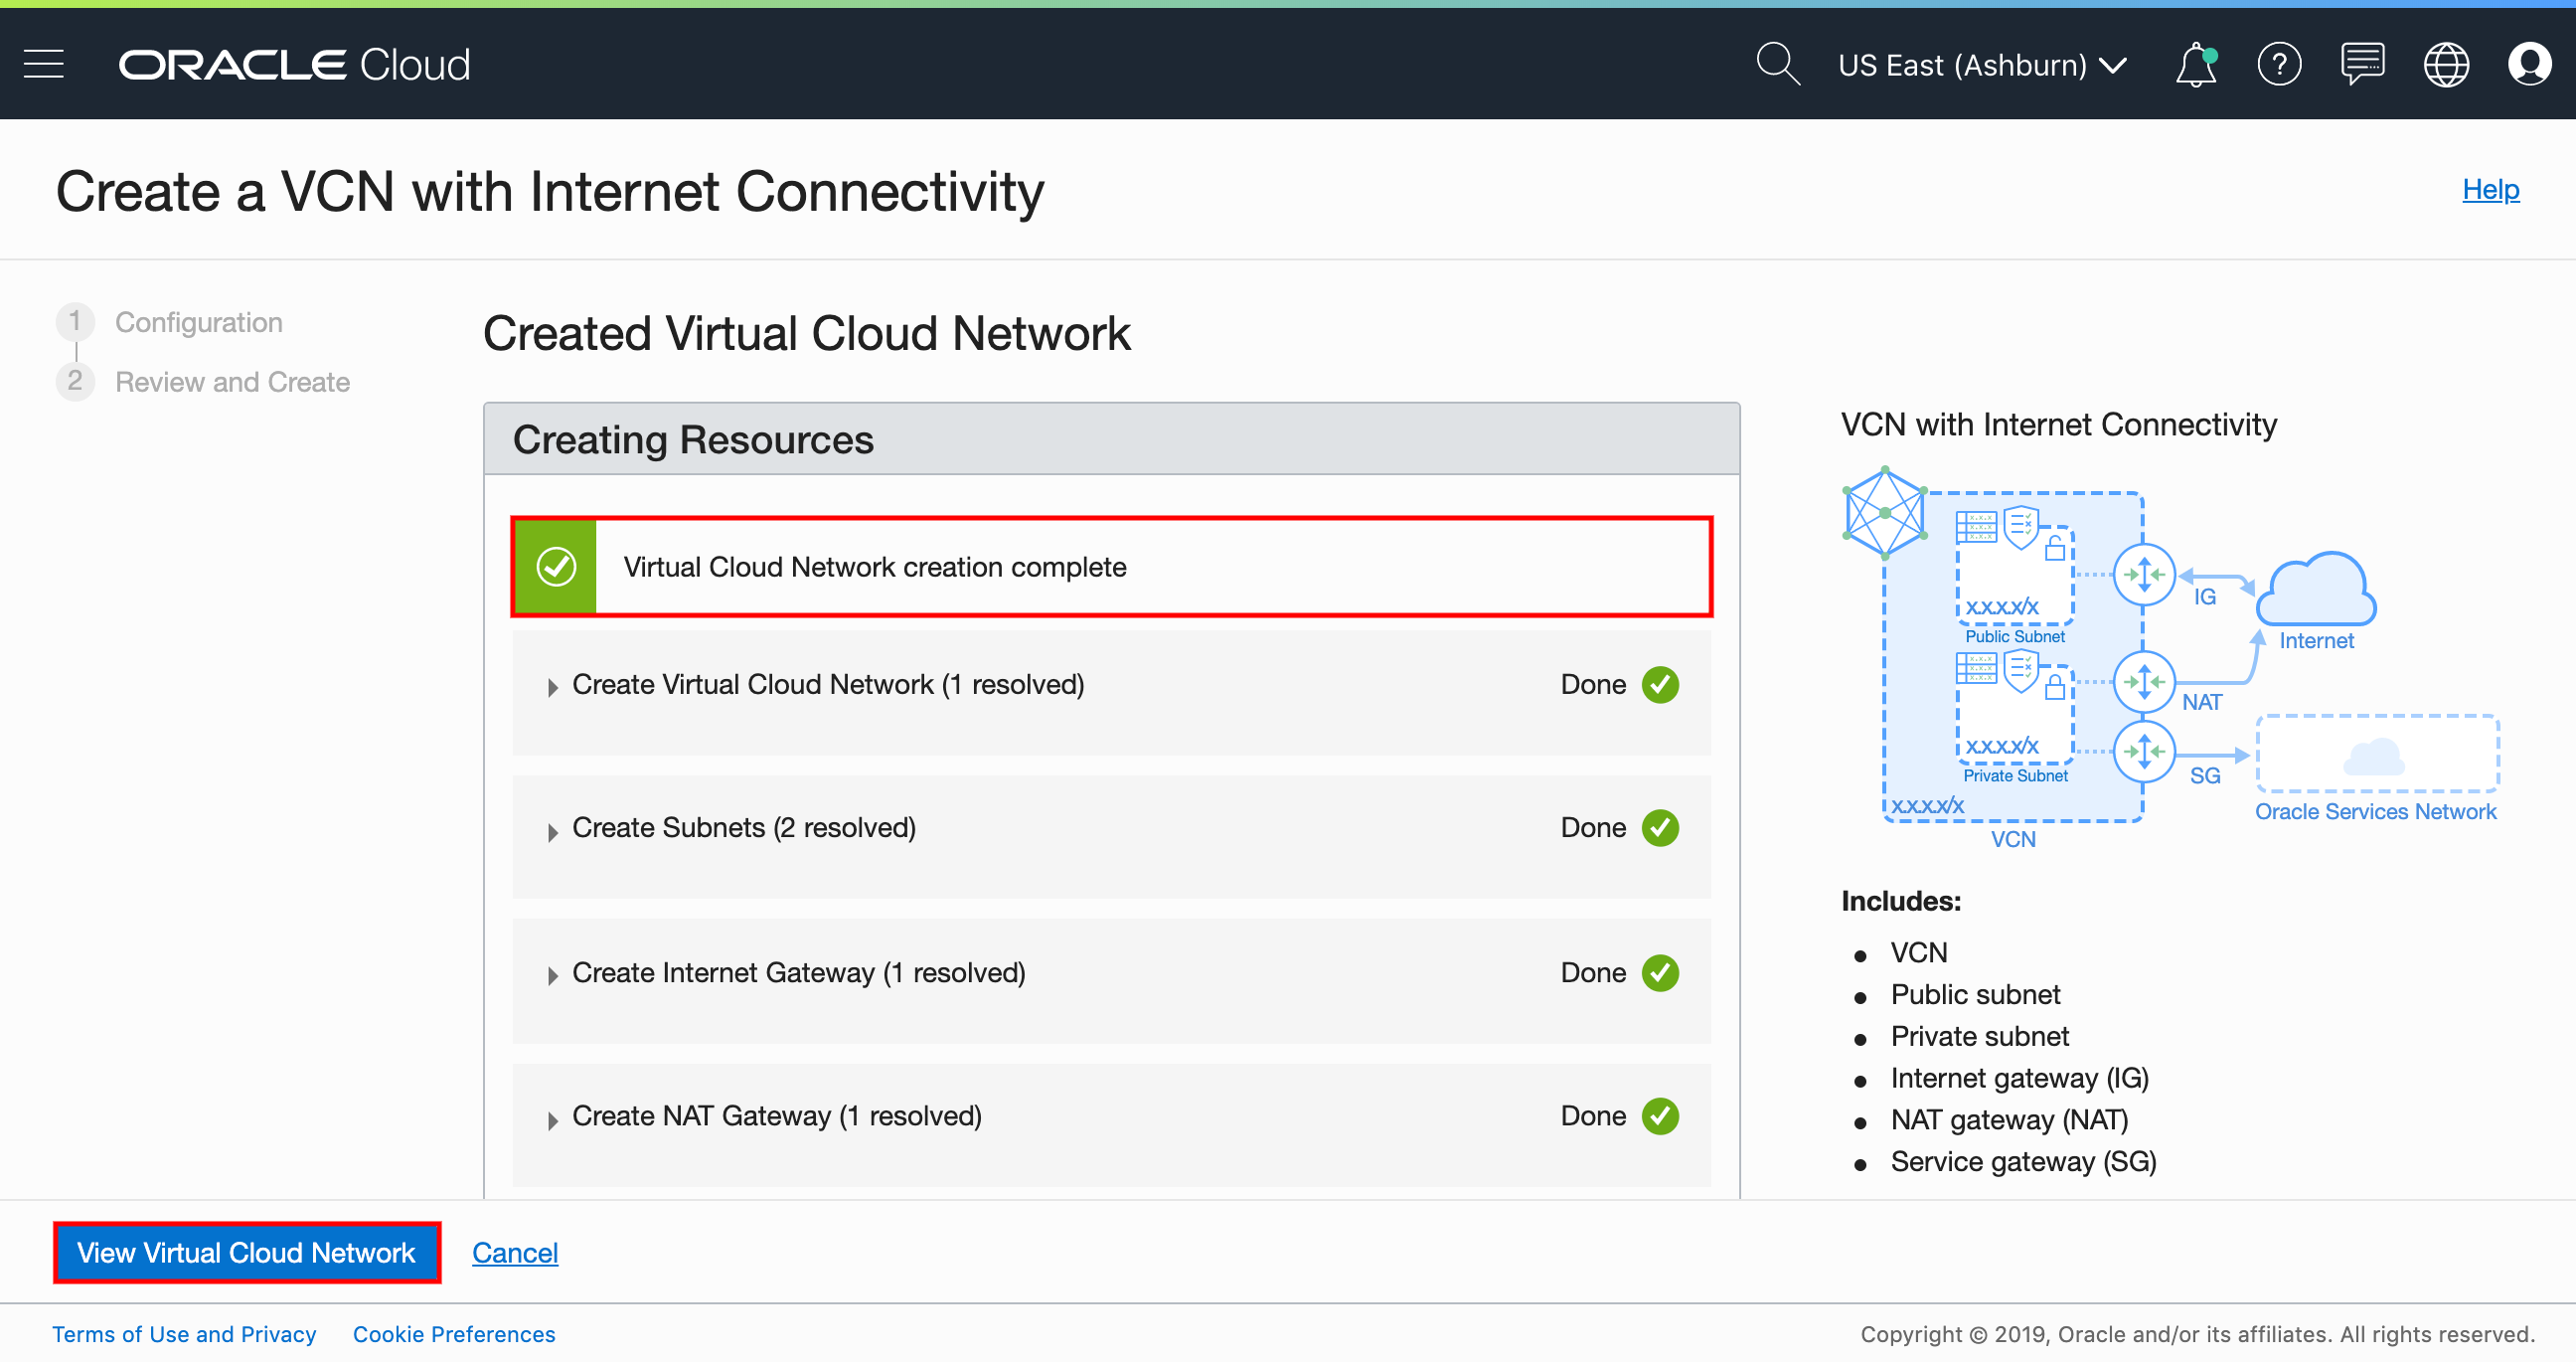 ORACLE Cloud
US East (Ashburn)
Create a VCN with Internet Connectivity
Help
1 Configuration
2 Review and Create
Created Virtual Cloud Network
Creating Resources
Virtual Cloud Network creation complete
Create Virtual Cloud Network (1 resolved) Done
Create Subnets (2 resolved) Done
Create Internet Gateway (1 resolved) Done
Create NAT Gateway (1 resolved) Done
VCN with Internet Connectivity
x.x.x
x.x.x
x.x.x.x/x
Public Subnet
IG
Internet
x.x.x
x.x.x
x.x.x.x/x
Private Subnet
NAT
SG
x.x.x.x/x
VCN
Oracle Services Network
Includes:
• VCN
• Public subnet
• Private subnet
• Internet gateway (IG)
• NAT gateway (NAT)
• Service gateway (SG)
View Virtual Cloud Network
Cancel
Terms of Use and Privacy
Cookie Preferences
Copyright © 2019, Oracle and/or its affiliates. All rights reserved.